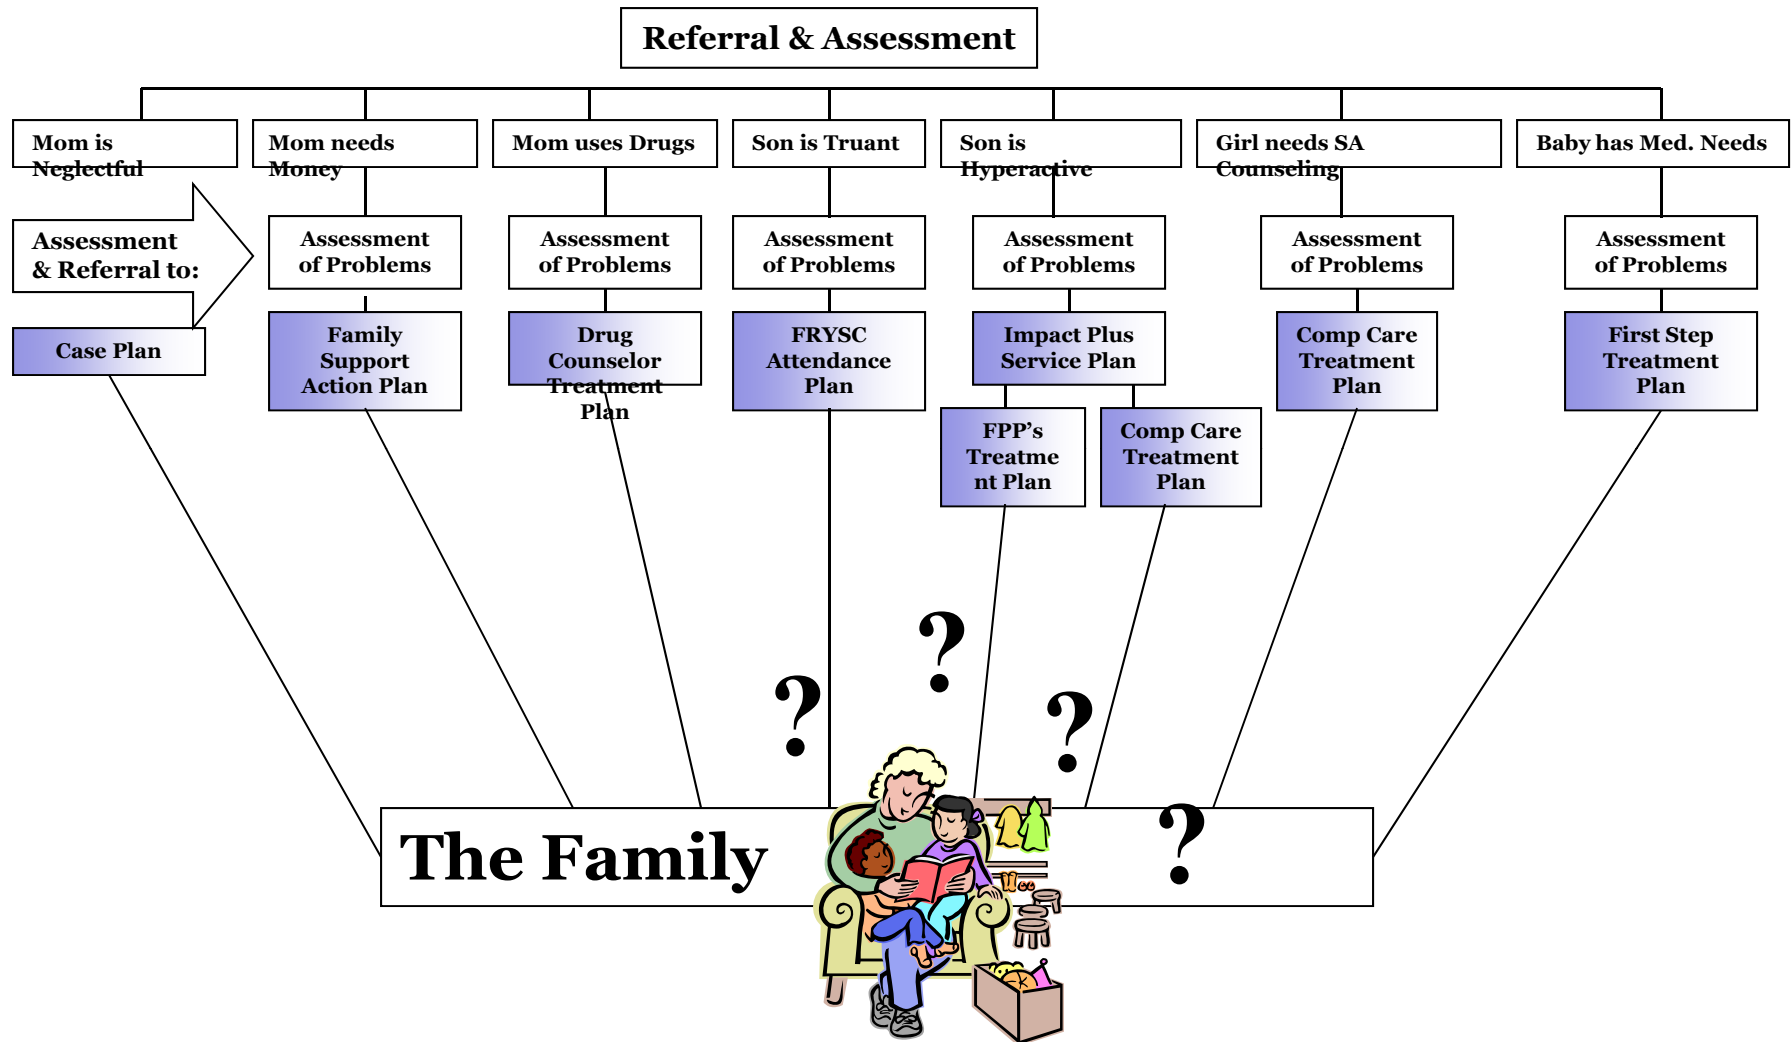 Referral & Assessment
Mom is
Neglectful
Mom needs
Money
Mom uses Drugs
Son is Truant
Son is
Hyperactive
Girl needs SA
Counseling
Baby has Med. Needs
Assessment
& Referral to:
Assessment
of Problems
Assessment
of Problems
Assessment
of Problems
Assessment
of Problems
Assessment
of Problems
Assessment
of Problems
Case Plan
Family
Support
Action Plan
Drug
Counselor
Treatment
Plan
FRYSC
Attendance
Plan
Impact Plus
Service Plan
Comp Care
Treatment
Plan
First Step
Treatment
Plan
FPP's
Treatme
nt Plan
Comp Care
Treatment
Plan
?
?
?
?
The Family